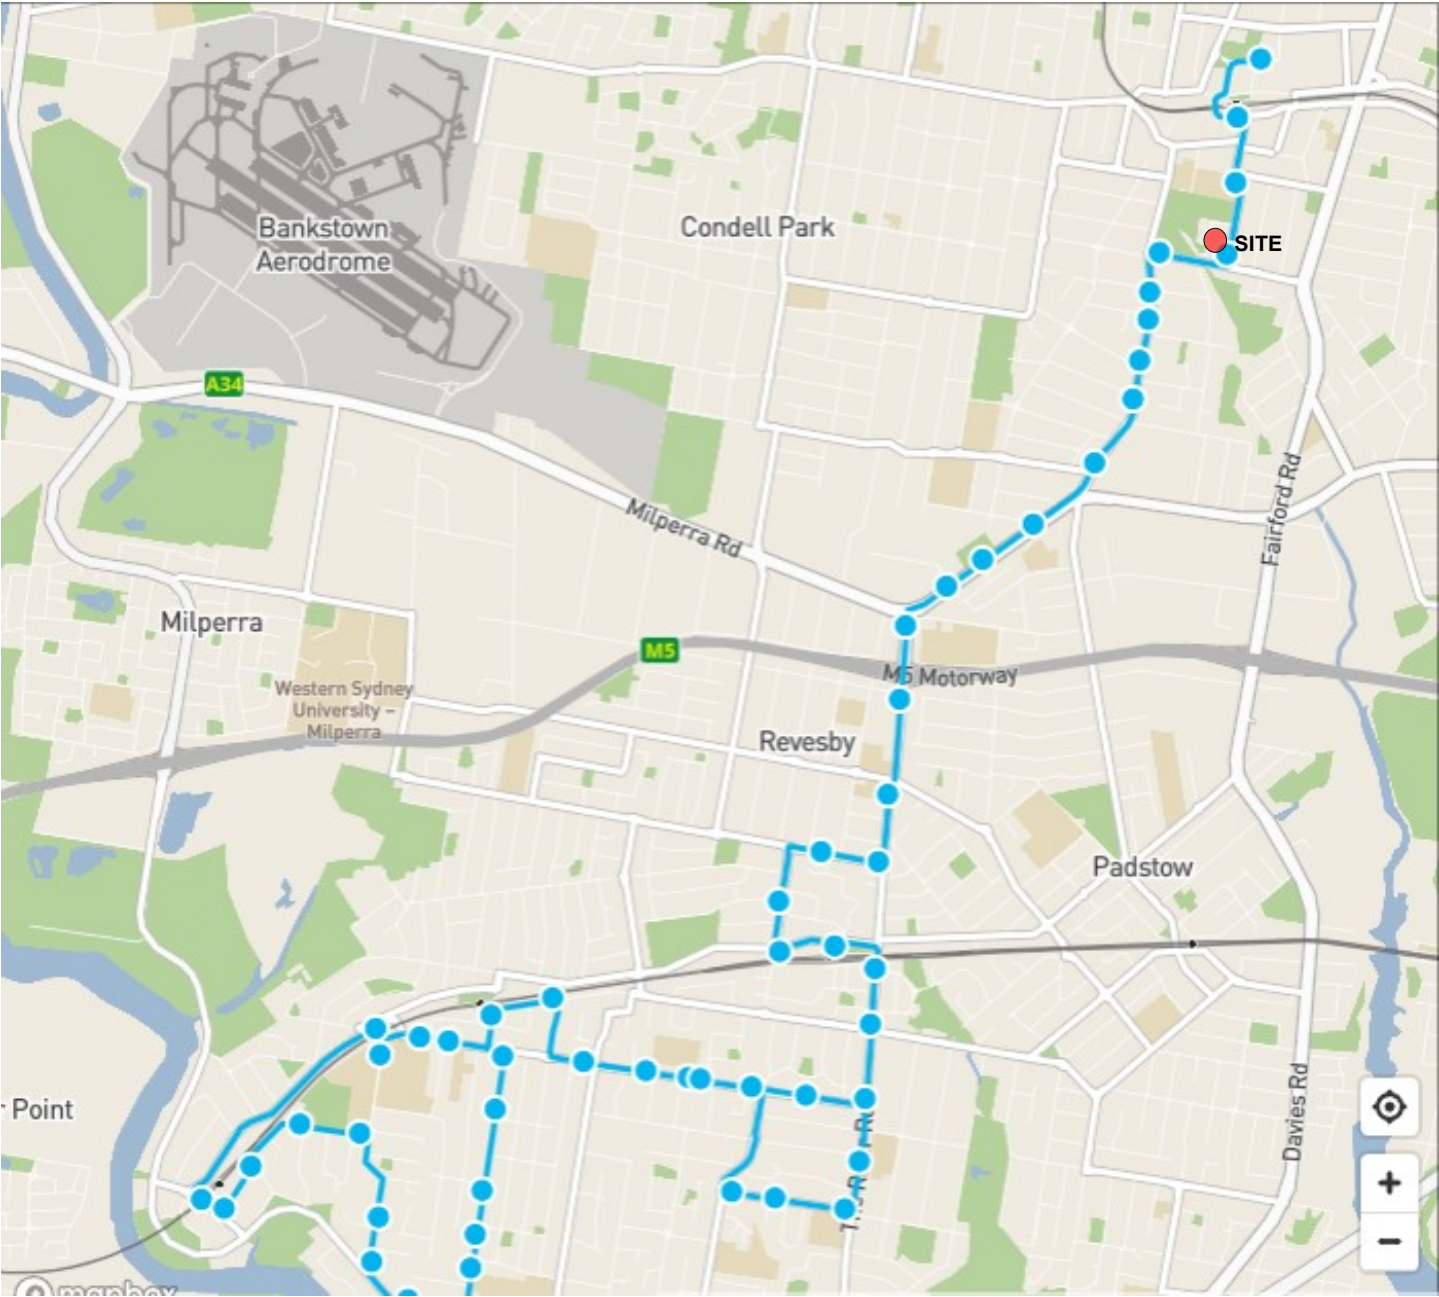 SITE
Condell Park
Bankstown
Aerodrome
A34
Fairford Rd
Milperra Rd
Milperra
M5
M5 Motorway
Western Sydney
University –
Milperra
Revesby
Padstow
Point
Davies Rd
mapbox